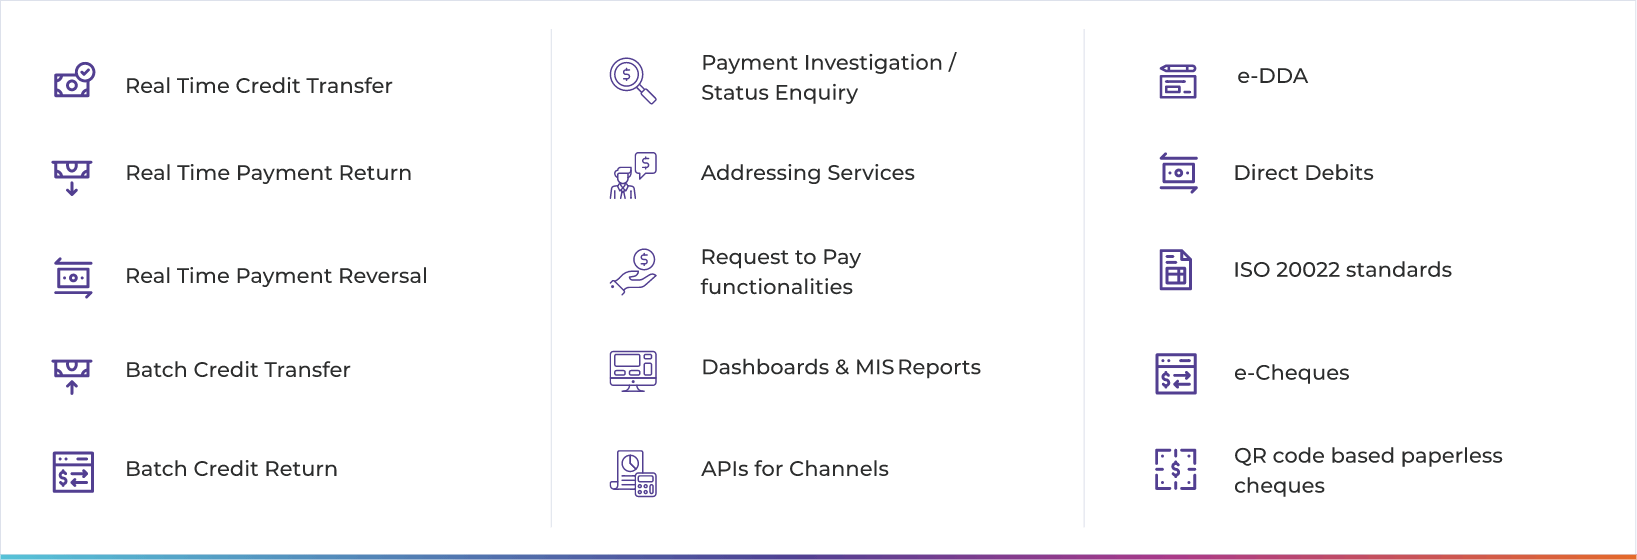 Real Time Credit Transfer
Real Time Payment Return
Real Time Payment Reversal
Batch Credit Transfer
Batch Credit Return
Payment Investigation /
Status Enquiry
Addressing Services
Request to Pay
functionalities
Dashboards & MIS Reports
APIs for Channels
e-DDA
Direct Debits
ISO 20022 standards
e-Cheques
QR code based paperless
cheques